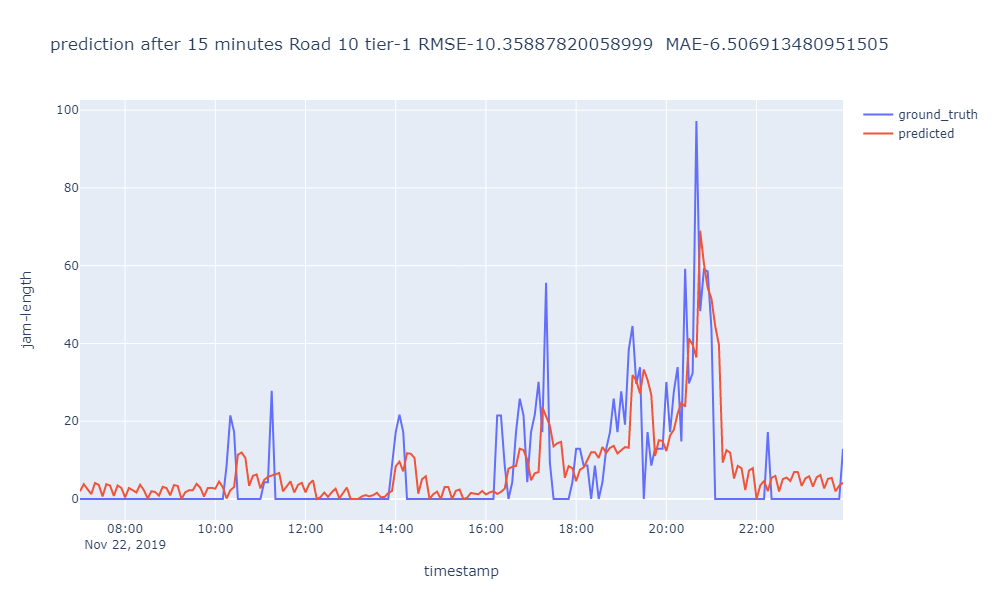 prediction after 15 minutes Road 10 tier-1 RMSE-10.35887820058999  MAE-6.506913480951505
ground_truth
predicted
100
80
60
40
20
0
jam-length
08:00 10:00 12:00 14:00 16:00 18:00 20:00 22:00
Nov 22, 2019
timestamp